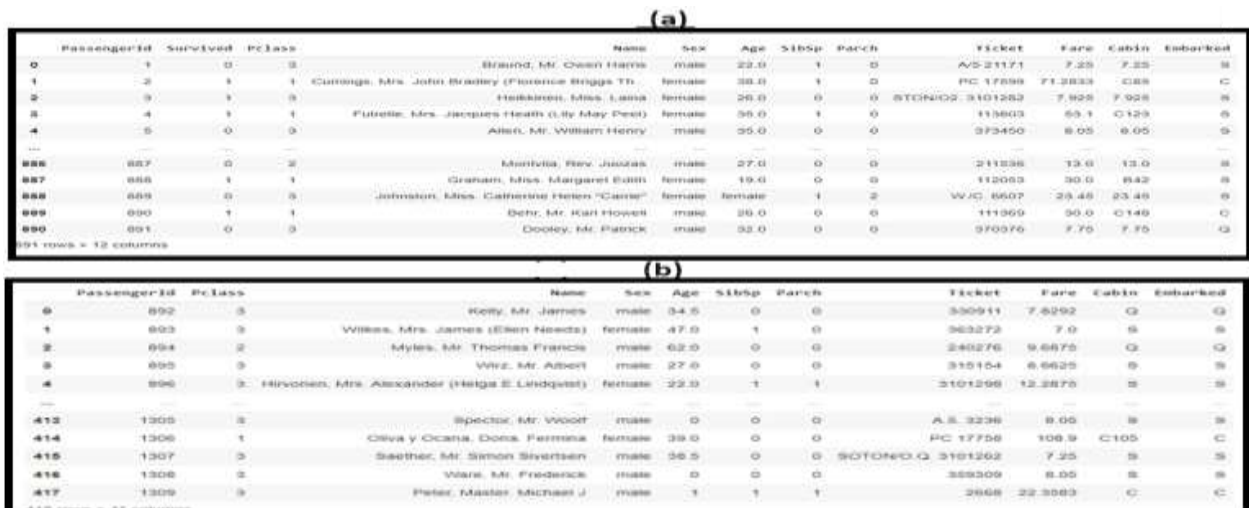 (a)
PassengerId Survived Pclass Name Sex Age SibSp Parch Ticket Fare Cabin Embarked
0 1 0 3 Braund, Mr. Owen Harris male 22.0 1 0 A/5 21171 7.25 7.25 S
1 2 1 1 Cumings, Mrs. John Bradley (Florence Briggs Th... female 38.0 1 0 PC 17599 71.2833 C85 C
2 3 1 3 Heikkinen, Miss. Laina female 26.0 0 0 STON/O2. 3101282 7.925 7.925 S
3 4 1 1 Futrelle, Mrs. Jacques Heath (Lily May Peel) female 35.0 1 0 113803 53.1 C123 S
4 5 0 3 Allen, Mr. William Henry male 35.0 0 0 373450 8.05 8.05 S
... ... ... ... ... ... ... ... ... ... ... ... ...
886 887 0 2 Montvila, Rev. Juozas male 27.0 0 0 211536 13.0 13.0 S
887 888 1 1 Graham, Miss. Margaret Edith female 19.0 0 0 112053 30.0 B42 S
888 889 0 3 Johnston, Miss. Catherine Helen "Carrie" female female 1 2 W./C. 6607 23.45 23.45 S
889 890 1 1 Behr, Mr. Karl Howell male 26.0 0 0 111369 30.0 C148 C
890 891 0 3 Dooley, Mr. Patrick male 32.0 0 0 370376 7.75 7.75 Q
891 rows × 12 columns
(b)
PassengerId Pclass Name Sex Age SibSp Parch Ticket Fare Cabin Embarked
0 892 3 Kelly, Mr. James male 34.5 0 0 330911 7.8292 Q Q
1 893 3 Wilkes, Mrs. James (Ellen Needs) female 47.0 1 0 363272 7.0 S S
2 894 2 Myles, Mr. Thomas Francis male 62.0 0 0 240276 9.6875 Q Q
3 895 3 Wirz, Mr. Albert male 27.0 0 0 315154 8.6625 S S
4 896 3 Hirvonen, Mrs. Alexander (Helga E Lindqvist) female 22.0 1 1 3101298 12.2875 S S
... ... ... ... ... ... ... ... ... ... ... ...
413 1305 3 Spector, Mr. Woolf male 0 0 0 A.5. 3236 8.05 S S
414 1306 1 Oliva y Ocana, Dona. Fermina female 39.0 0 0 PC 17758 108.9 C105 C
415 1307 3 Saether, Mr. Simon Sivertsen male 38.5 0 0 SOTON/O.Q. 3101262 7.25 S S
416 1308 3 Ware, Mr. Frederick male 0 0 0 359309 8.05 S S
417 1309 3 Peter, Master. Michael J male 1 1 1 2668 22.3583 C C